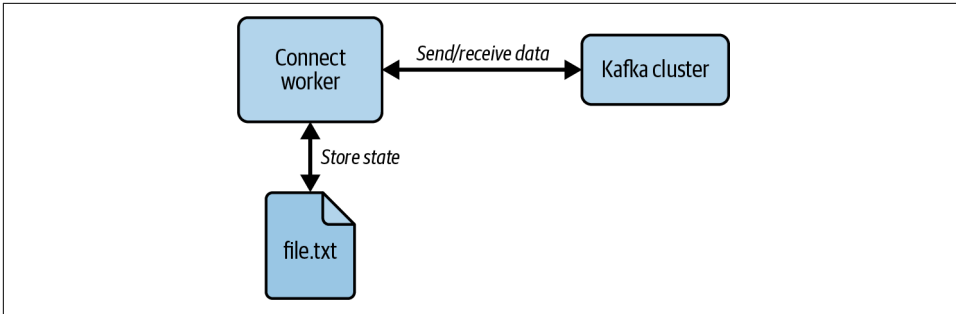 Connect
worker
Send/receive data
Kafka cluster
Store state
file.txt